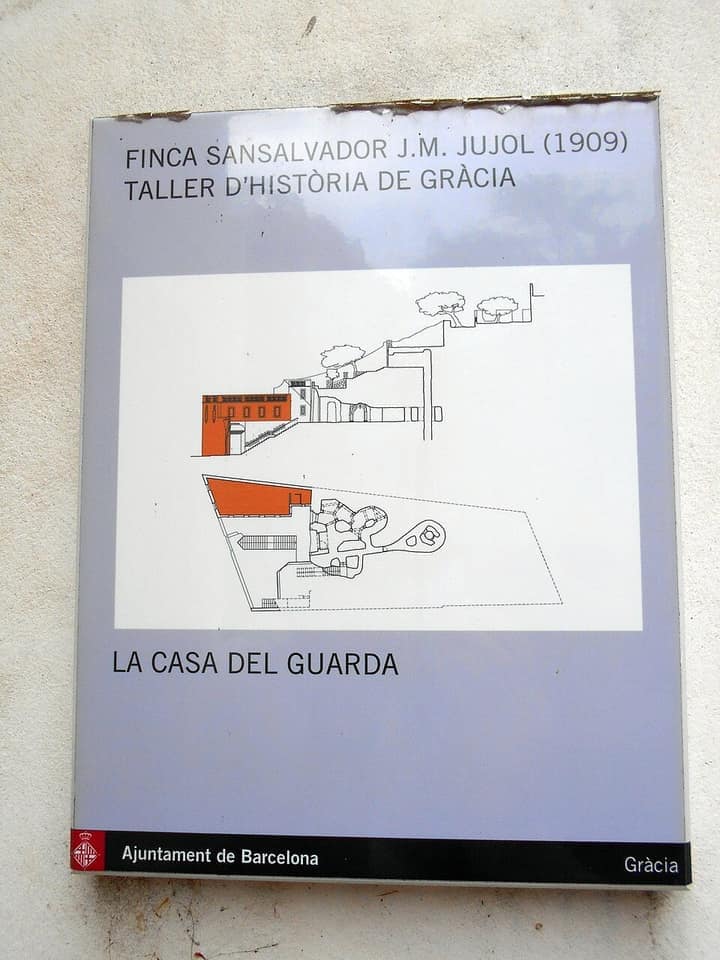 FINCA SANSALVADOR J.M. JUJOL (1909)
TALLER D'HISTÒRIA DE GRÀCIA
LA CASA DEL GUARDA
Ajuntament de Barcelona
Gràcia